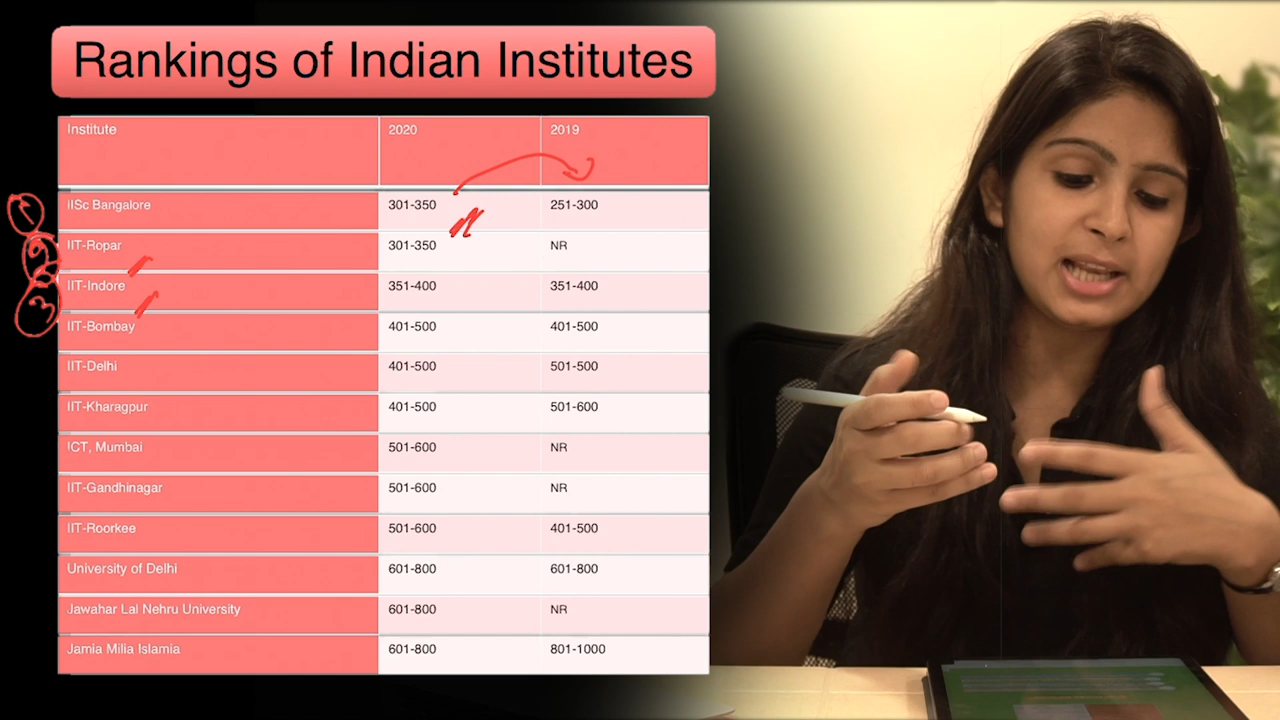 Rankings of Indian Institutes
Institute 2020 2019
IISc Bangalore 301-350 251-300
IIT-Ropar 301-350 NR
IIT-Indore 351-400 351-400
IIT-Bombay 401-500 401-500
IIT-Delhi 401-500 501-500
IIT-Kharagpur 401-500 501-600
ICT, Mumbai 501-600 NR
IIT-Gandhinagar 501-600 NR
IIT-Roorkee 501-600 401-500
University of Delhi 601-800 601-800
Jawahar Lal Nehru University 601-800 NR
Jamia Milia Islamia 601-800 801-1000
1
2
3